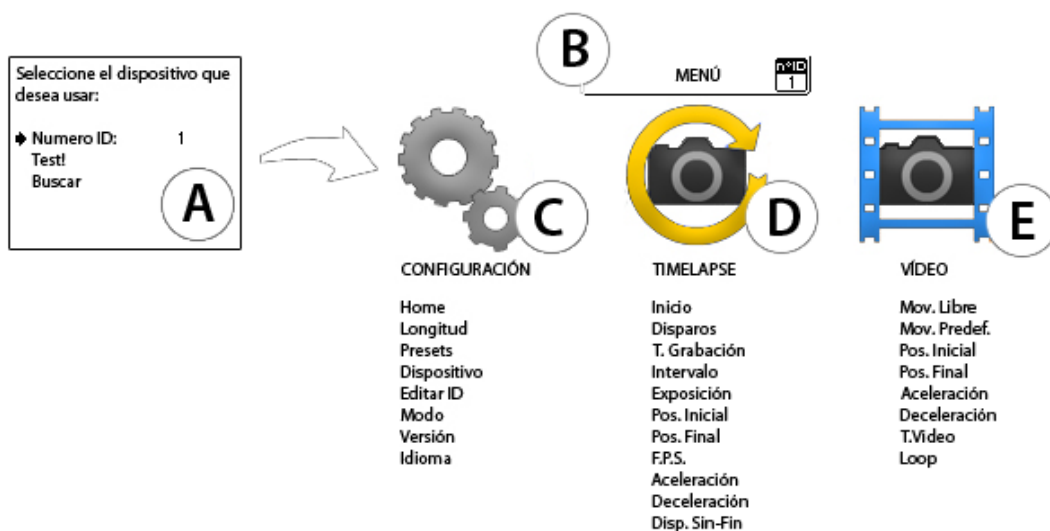 Seleccione el dispositivo que
desea usar:
Numero ID: 1
Test!
Buscar
A
B
MENÚ
nºID
1
C
D
E
CONFIGURACIÓN
Home
Longitud
Presets
Dispositivo
Editar ID
Modo
Versión
Idioma
TIMELAPSE
Inicio
Disparos
T. Grabación
Intervalo
Exposición
Pos. Inicial
Pos. Final
F.P.S.
Aceleración
Deceleración
Disp. Sin-Fin
VÍDEO
Mov. Libre
Mov. Predef.
Pos. Inicial
Pos. Final
Aceleración
Deceleración
T.Video
Loop